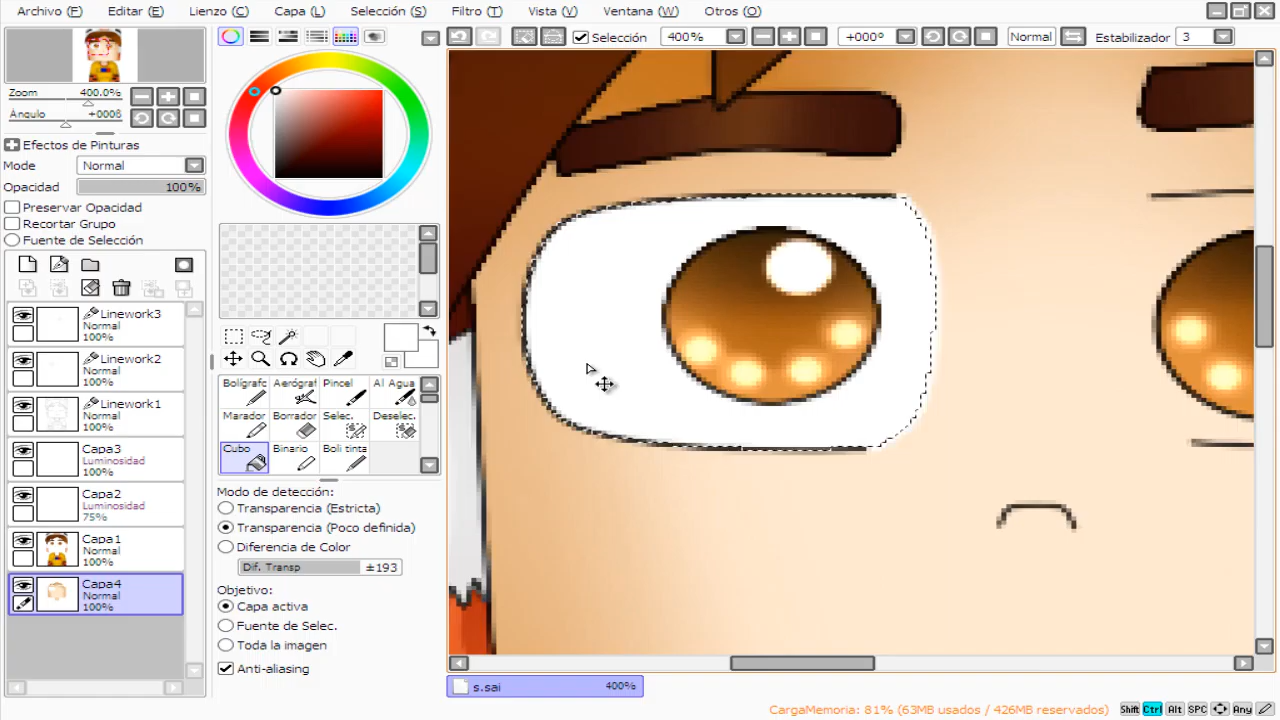 Archivo (F) Editar (E) Lienzo (C) Capa (L) Selección (S) Filtro (T) Vista (V) Ventana (W) Otros (O)
Selección 400% +000º Normal Estabilizador 3
Zoom 400.0%
Ángulo +000ß
Efectos de Pinturas
Mode Normal
Opacidad 100%
Preservar Opacidad
Recortar Grupo
Fuente de Selección
Linework3
Normal
100%
Linework2
Normal
100%
Linework1
Normal
100%
Capa3
Luminosidad
100%
Capa2
Luminosidad
75%
Capa1
Normal
100%
Capa4
Normal
100%
Bolígrafo Aerógraf Pincel Al Agua
Marador Borrador Selec. Deselec.
Cubo Binario Boli tinta
Modo de detección:
Transparencia (Estricta)
Transparencia (Poco definida)
Diferencia de Color
Dif. Transp ±193
Objetivo:
Capa activa
Fuente de Selec.
Toda la imagen
Anti-aliasing
s.sai 400%
CargaMemoria: 81% (63MB usados / 426MB reservados) Shift Ctrl Alt SPC Any